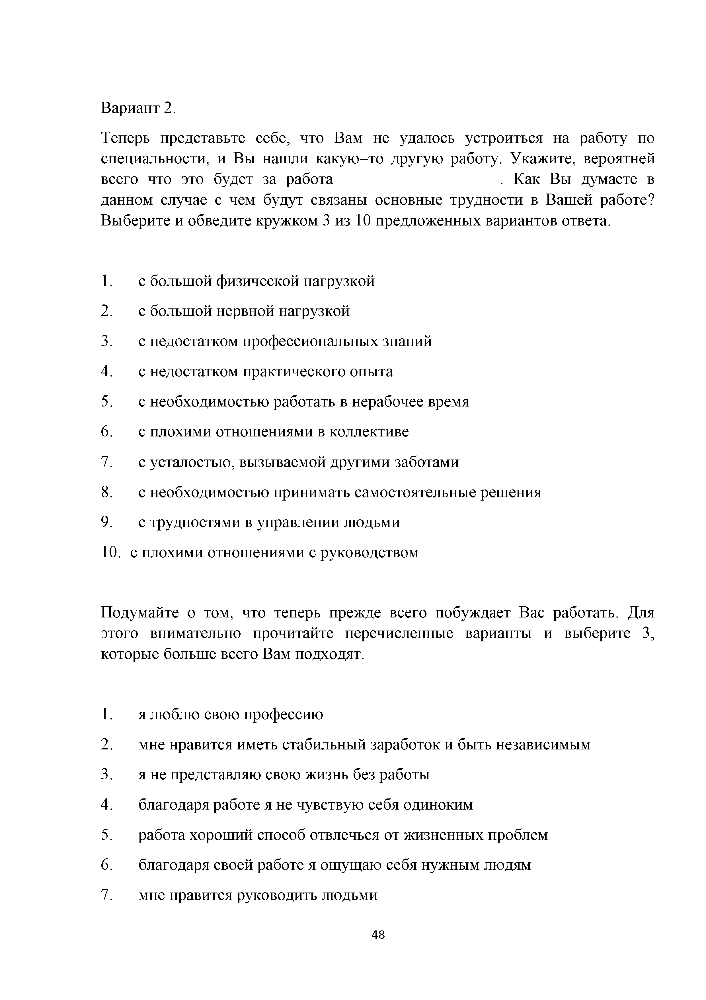 Вариант 2.
Теперь представьте себе, что Вам не удалось устроиться на работу по
специальности, и Вы нашли какую–то другую работу. Укажите, вероятней
всего что это будет за работа ___________________. Как Вы думаете в
данном случае с чем будут связаны основные трудности в Вашей работе?
Выберите и обведите кружком 3 из 10 предложенных вариантов ответа.
1. с большой физической нагрузкой
2. с большой нервной нагрузкой
3. с недостатком профессиональных знаний
4. с недостатком практического опыта
5. с необходимостью работать в нерабочее время
6. с плохими отношениями в коллективе
7. с усталостью, вызываемой другими заботами
8. с необходимостью принимать самостоятельные решения
9. с трудностями в управлении людьми
10. с плохими отношениями с руководством
Подумайте о том, что теперь прежде всего побуждает Вас работать. Для
этого внимательно прочитайте перечисленные варианты и выберите 3,
которые больше всего Вам подходят.
1. я люблю свою профессию
2. мне нравится иметь стабильный заработок и быть независимым
3. я не представляю свою жизнь без работы
4. благодаря работе я не чувствую себя одиноким
5. работа хороший способ отвлечься от жизненных проблем
6. благодаря своей работе я ощущаю себя нужным людям
7. мне нравится руководить людьми
48